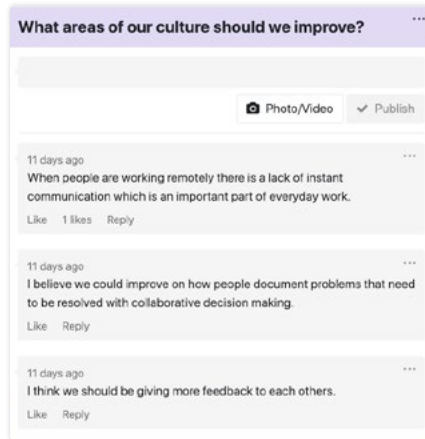 What areas of our culture should we improve?
Photo/Video
Publish
11 days ago
When people are working remotely there is a lack of instant
communication which is an important part of everyday work.
Like 1 likes Reply
11 days ago
I believe we could improve on how people document problems that need
to be resolved with collaborative decision making.
Like Reply
11 days ago
I think we should be giving more feedback to each others.
Like Reply